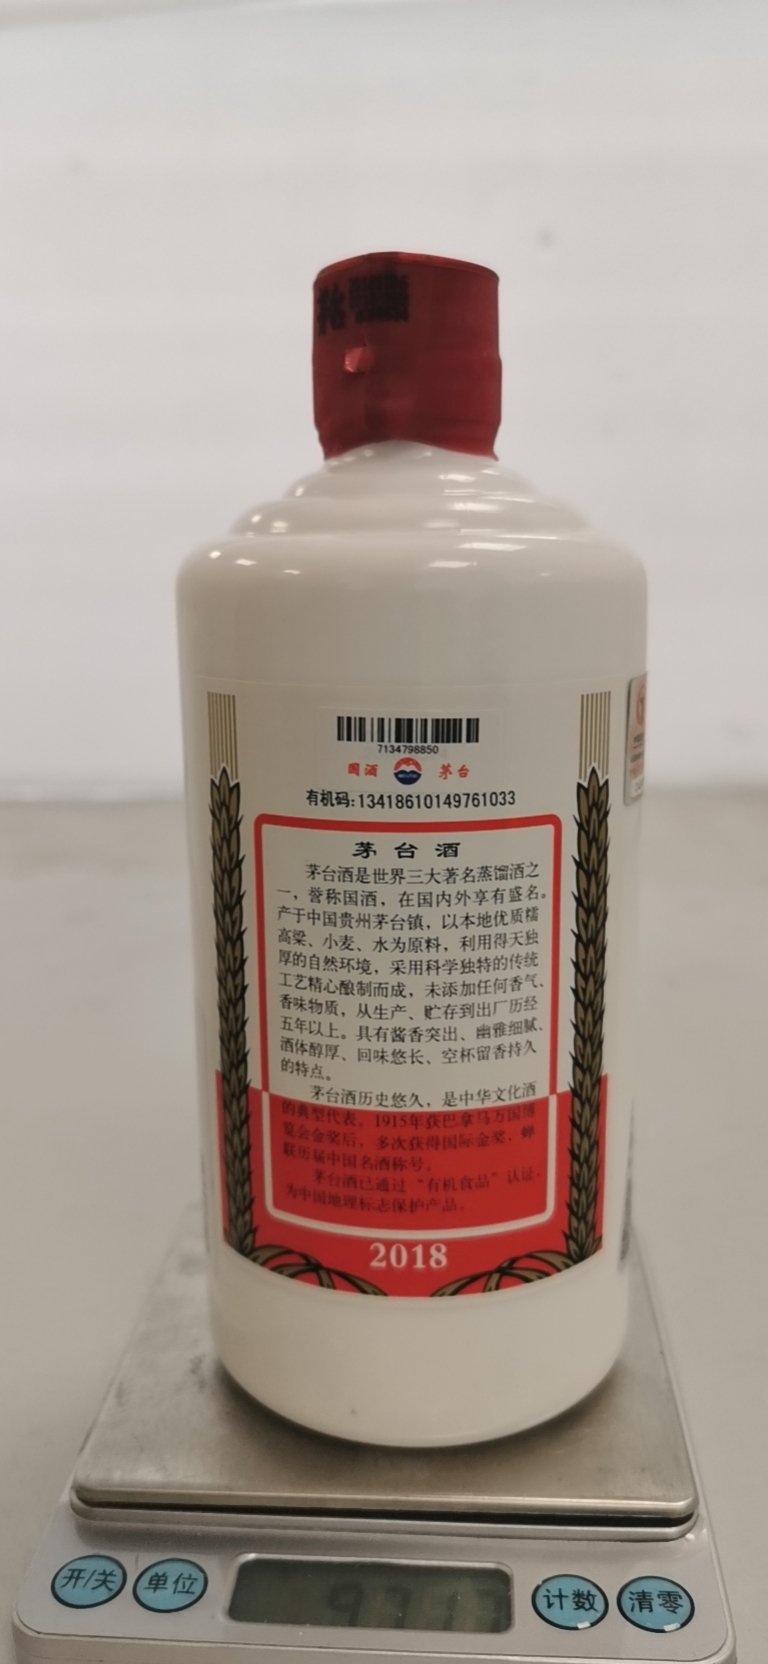 7134798850
国酒 茅台
有机码:13418610149761033
茅台酒
茅台酒是世界三大著名蒸馏酒之
一，誉称国酒，在国内外享有盛名。
产于中国贵州茅台镇，以本地优质糯
高粱、小麦、水为原料，利用得天独
厚的自然环境，采用科学独特的传统
工艺精心酿制而成，未添加任何香气、
香味物质，从生产、贮存到出厂历经
五年以上。具有酱香突出、幽雅细腻、
酒体醇厚、回味悠长、空杯留香持久
的特点。
茅台酒历史悠久，是中华文化酒
的典型代表。1915年获巴拿马万国博
览会金奖后，多次获得国际金奖，蝉
联历届中国名酒称号。
茅台酒已通过“有机食品”认证，
为中国地理标志保护产品。
2018
开/关 单位 计数 清零